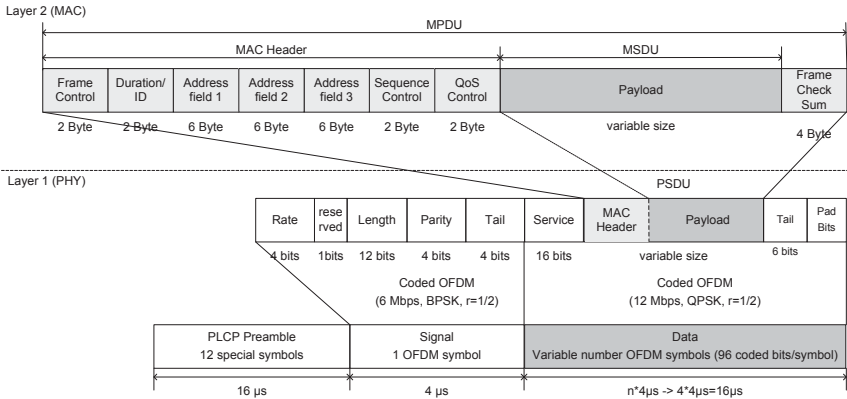 Layer 2 (MAC)
MPDU
MAC Header
MSDU
Frame Control
Duration/ ID
Address field 1
Address field 2
Address field 3
Sequence Control
QoS Control
Payload
Frame Check Sum
2 Byte
2 Byte
6 Byte
6 Byte
6 Byte
2 Byte
2 Byte
variable size
4 Byte
Layer 1 (PHY)
PSDU
Rate
rese rved
Length
Parity
Tail
Service
MAC Header
Payload
Tail
Pad Bits
4 bits
1bits
12 bits
4 bits
4 bits
16 bits
variable size
6 bits
Coded OFDM
(6 Mbps, BPSK, r=1/2)
Coded OFDM
(12 Mbps, QPSK, r=1/2)
PLCP Preamble
12 special symbols
Signal
1 OFDM symbol
Data
Variable number OFDM symbols (96 coded bits/symbol)
16 µs
4 µs
n*4µs -> 4*4µs=16µs